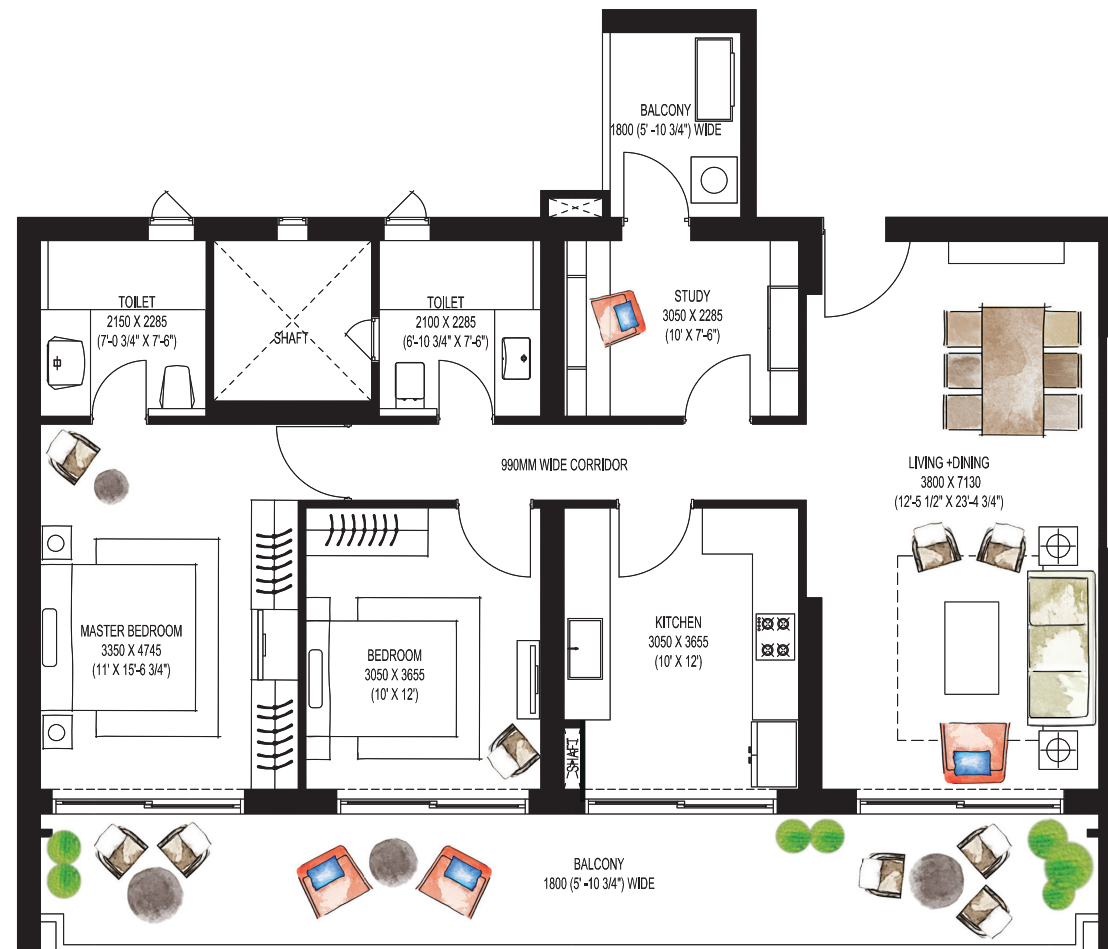 BALCONY
1800 (5' -10 3/4") WIDE
TOILET
2150 X 2285
(7'-0 3/4" X 7'-6")
SHAFT
TOILET
2100 X 2285
(6'-10 3/4" X 7'-6")
STUDY
3050 X 2285
(10' X 7'-6")
990MM WIDE CORRIDOR
LIVING +DINING
3800 X 7130
(12'-5 1/2" X 23'-4 3/4")
MASTER BEDROOM
3350 X 4745
(11' X 15'-6 3/4")
BEDROOM
3050 X 3655
(10' X 12')
KITCHEN
3050 X 3655
(10' X 12')
SHAFT
BALCONY
1800 (5' -10 3/4") WIDE